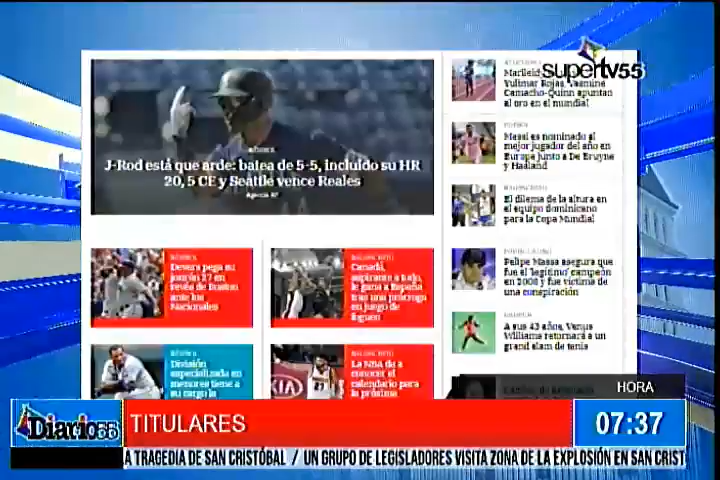 supertv55
J-Rod está que arde: batea de 5-5, incluido su HR
20, 5 CE y Seattle vence Reales
Devers pega su
jonrón 27 en
revés de Boston
ante los
Nacionales
Canadá,
aspirante a todo,
le gana a España
tras una prórroga
en juego de
fogueo
División
especializada en
menores tiene a
su cargo la
La NBA da a
conocer el
calendario para
la próxima
Marileidy
Yulimar Rojas, Jasmine
Camacho-Quinn apuntan
al oro en el mundial
Messi es nominado al
mejor jugador del año en
Europa junto a De Bruyne
y Haaland
El dilema de la altura en
el equipo dominicano
para la Copa Mundial
Felipe Massa asegura que
fue el legítimo campeón
en 2008 y fue víctima de
una conspiración
A sus 43 años, Venus
Williams retornará a un
grand slam de tenis
HORA
07:37
Diario55
TITULARES
A TRAGEDIA DE SAN CRISTÓBAL / UN GRUPO DE LEGISLADORES VISITA ZONA DE LA EXPLOSIÓN EN SAN CRIST